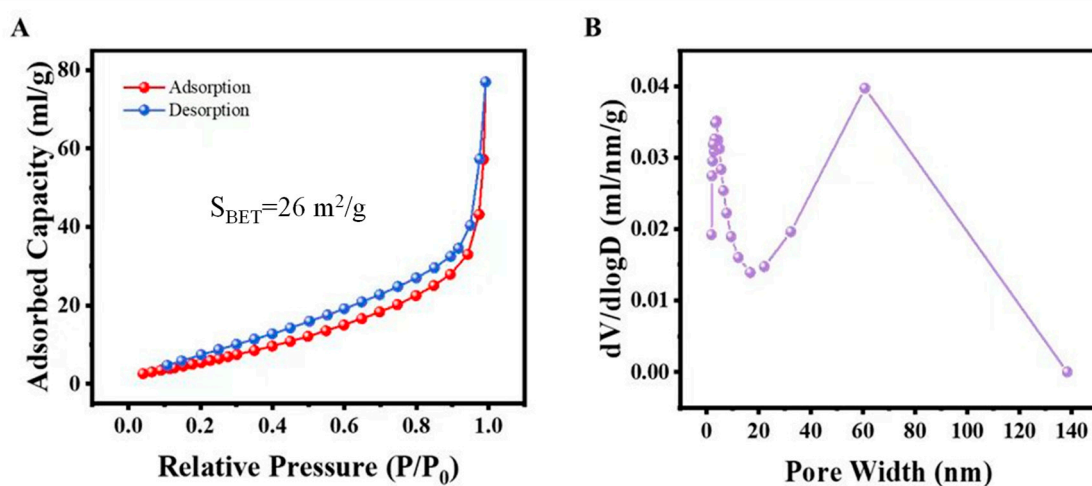 A
Adsorbed Capacity (ml/g)
80
60
40
20
0
Adsorption
Desorption
S_BET=26 m²/g
0.0 0.2 0.4 0.6 0.8 1.0
Relative Pressure (P/P₀)
B
dV/dlogD (ml/nm/g)
0.04
0.03
0.02
0.01
0.00
0 20 40 60 80 100 120 140
Pore Width (nm)